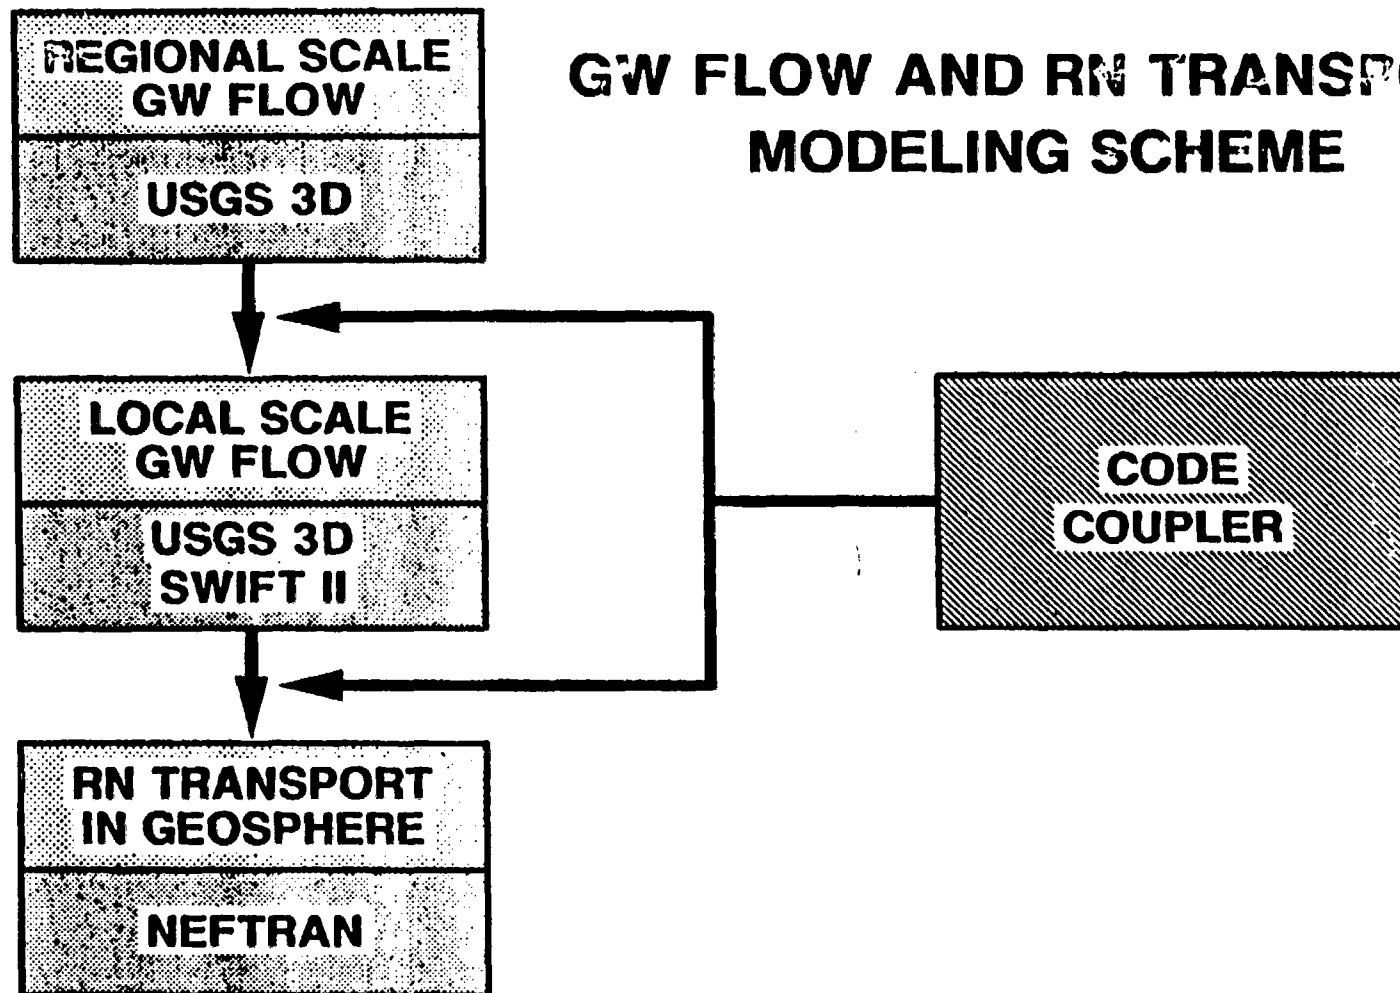 REGIONAL SCALE
GW FLOW
USGS 3D
GW FLOW AND RN
MODELING SCHEME
LOCAL SCALE
GW FLOW
USGS 3D
SWIFT II
CODE
COUPLER
RN TRANSPORT
IN GEOSPHERE
NEFTRAN